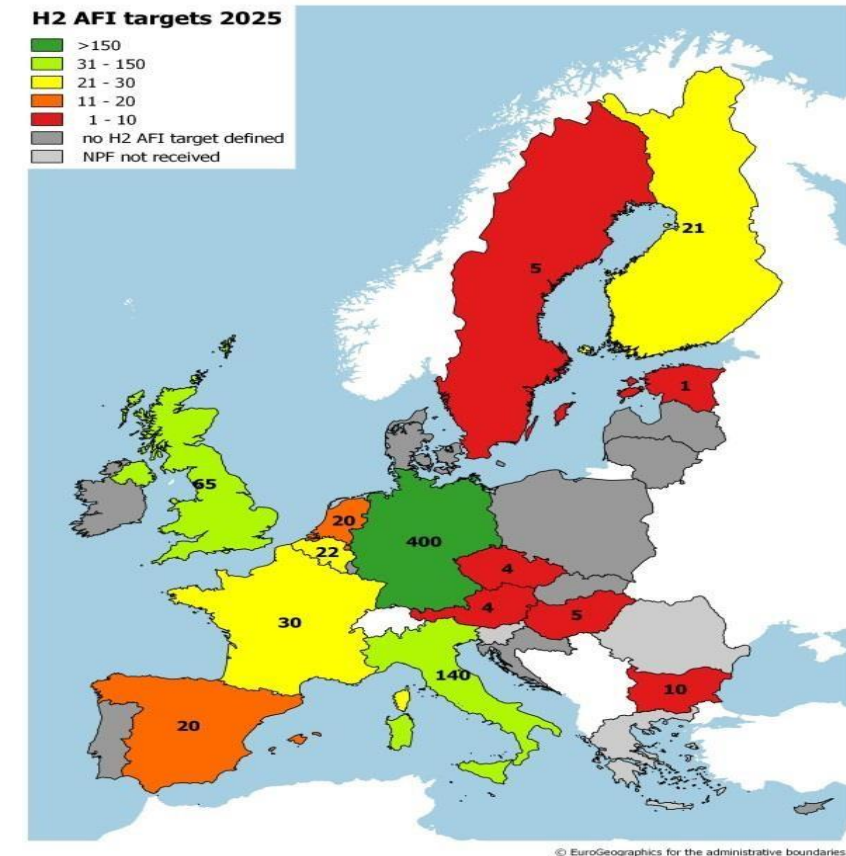 H2 AFI targets 2025
>150
31 - 150
21 - 30
11 - 20
1 - 10
no H2 AFI target defined
NPF not received
21
5
1
65
20
400
22
4
4
5
30
140
10
20
© EuroGeographics for the administrative boundaries